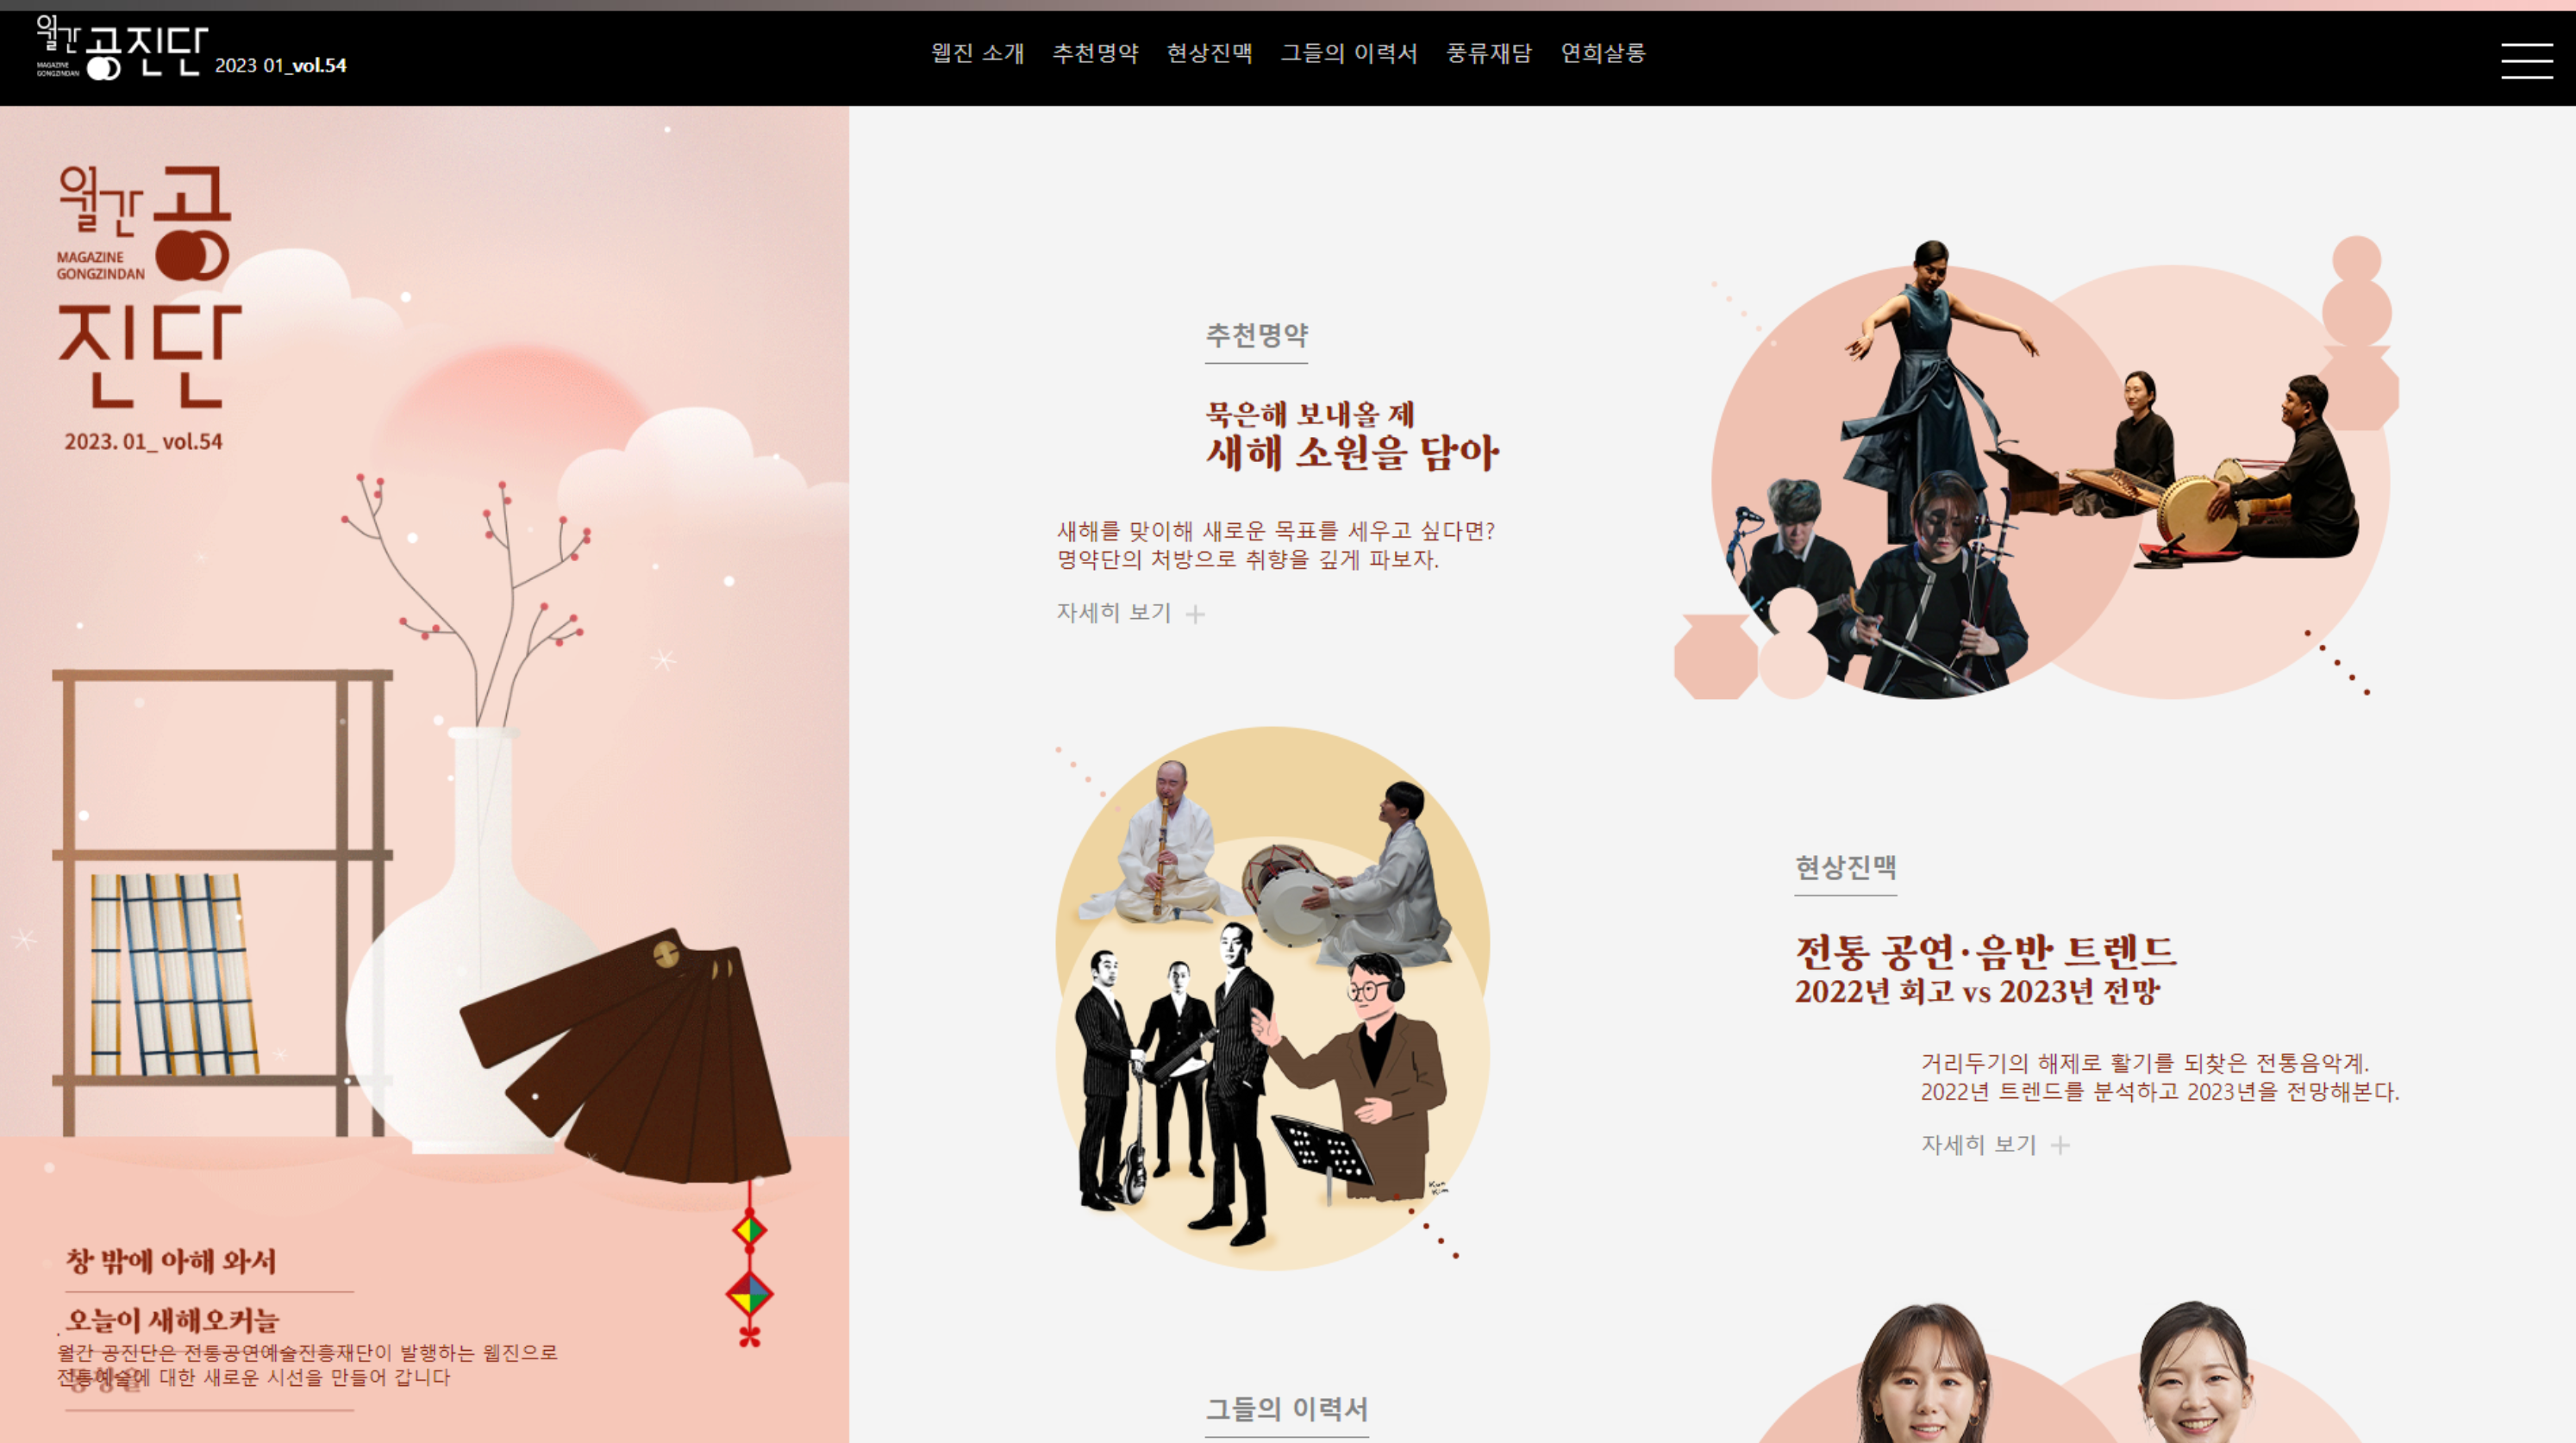 월간 공진단
MAGAZINE
GONGZINDAN
2023 01_vol.54
웹진 소개 추천명약 현상진맥 그들의 이력서 풍류재담 연희살롱
월간 공
MAGAZINE
GONGZINDAN
진단
2023. 01_ vol.54
창 밖에 아해 와서
오늘이 새해오커늘
월간 공진단은 전통공연예술진흥재단이 발행하는 웹진으로
전통예술에 대한 새로운 시선을 만들어 갑니다
추천명약
묵은해 보내올 제
새해 소원을 담아
새해를 맞이해 새로운 목표를 세우고 싶다면?
명약단의 처방으로 취향을 깊게 파보자.
자세히 보기 +
Kun
Kim
현상진맥
전통 공연·음반 트렌드
2022년 회고 vs 2023년 전망
거리두기의 해제로 활기를 되찾은 전통음악계.
2022년 트렌드를 분석하고 2023년을 전망해본다.
자세히 보기 +
그들의 이력서